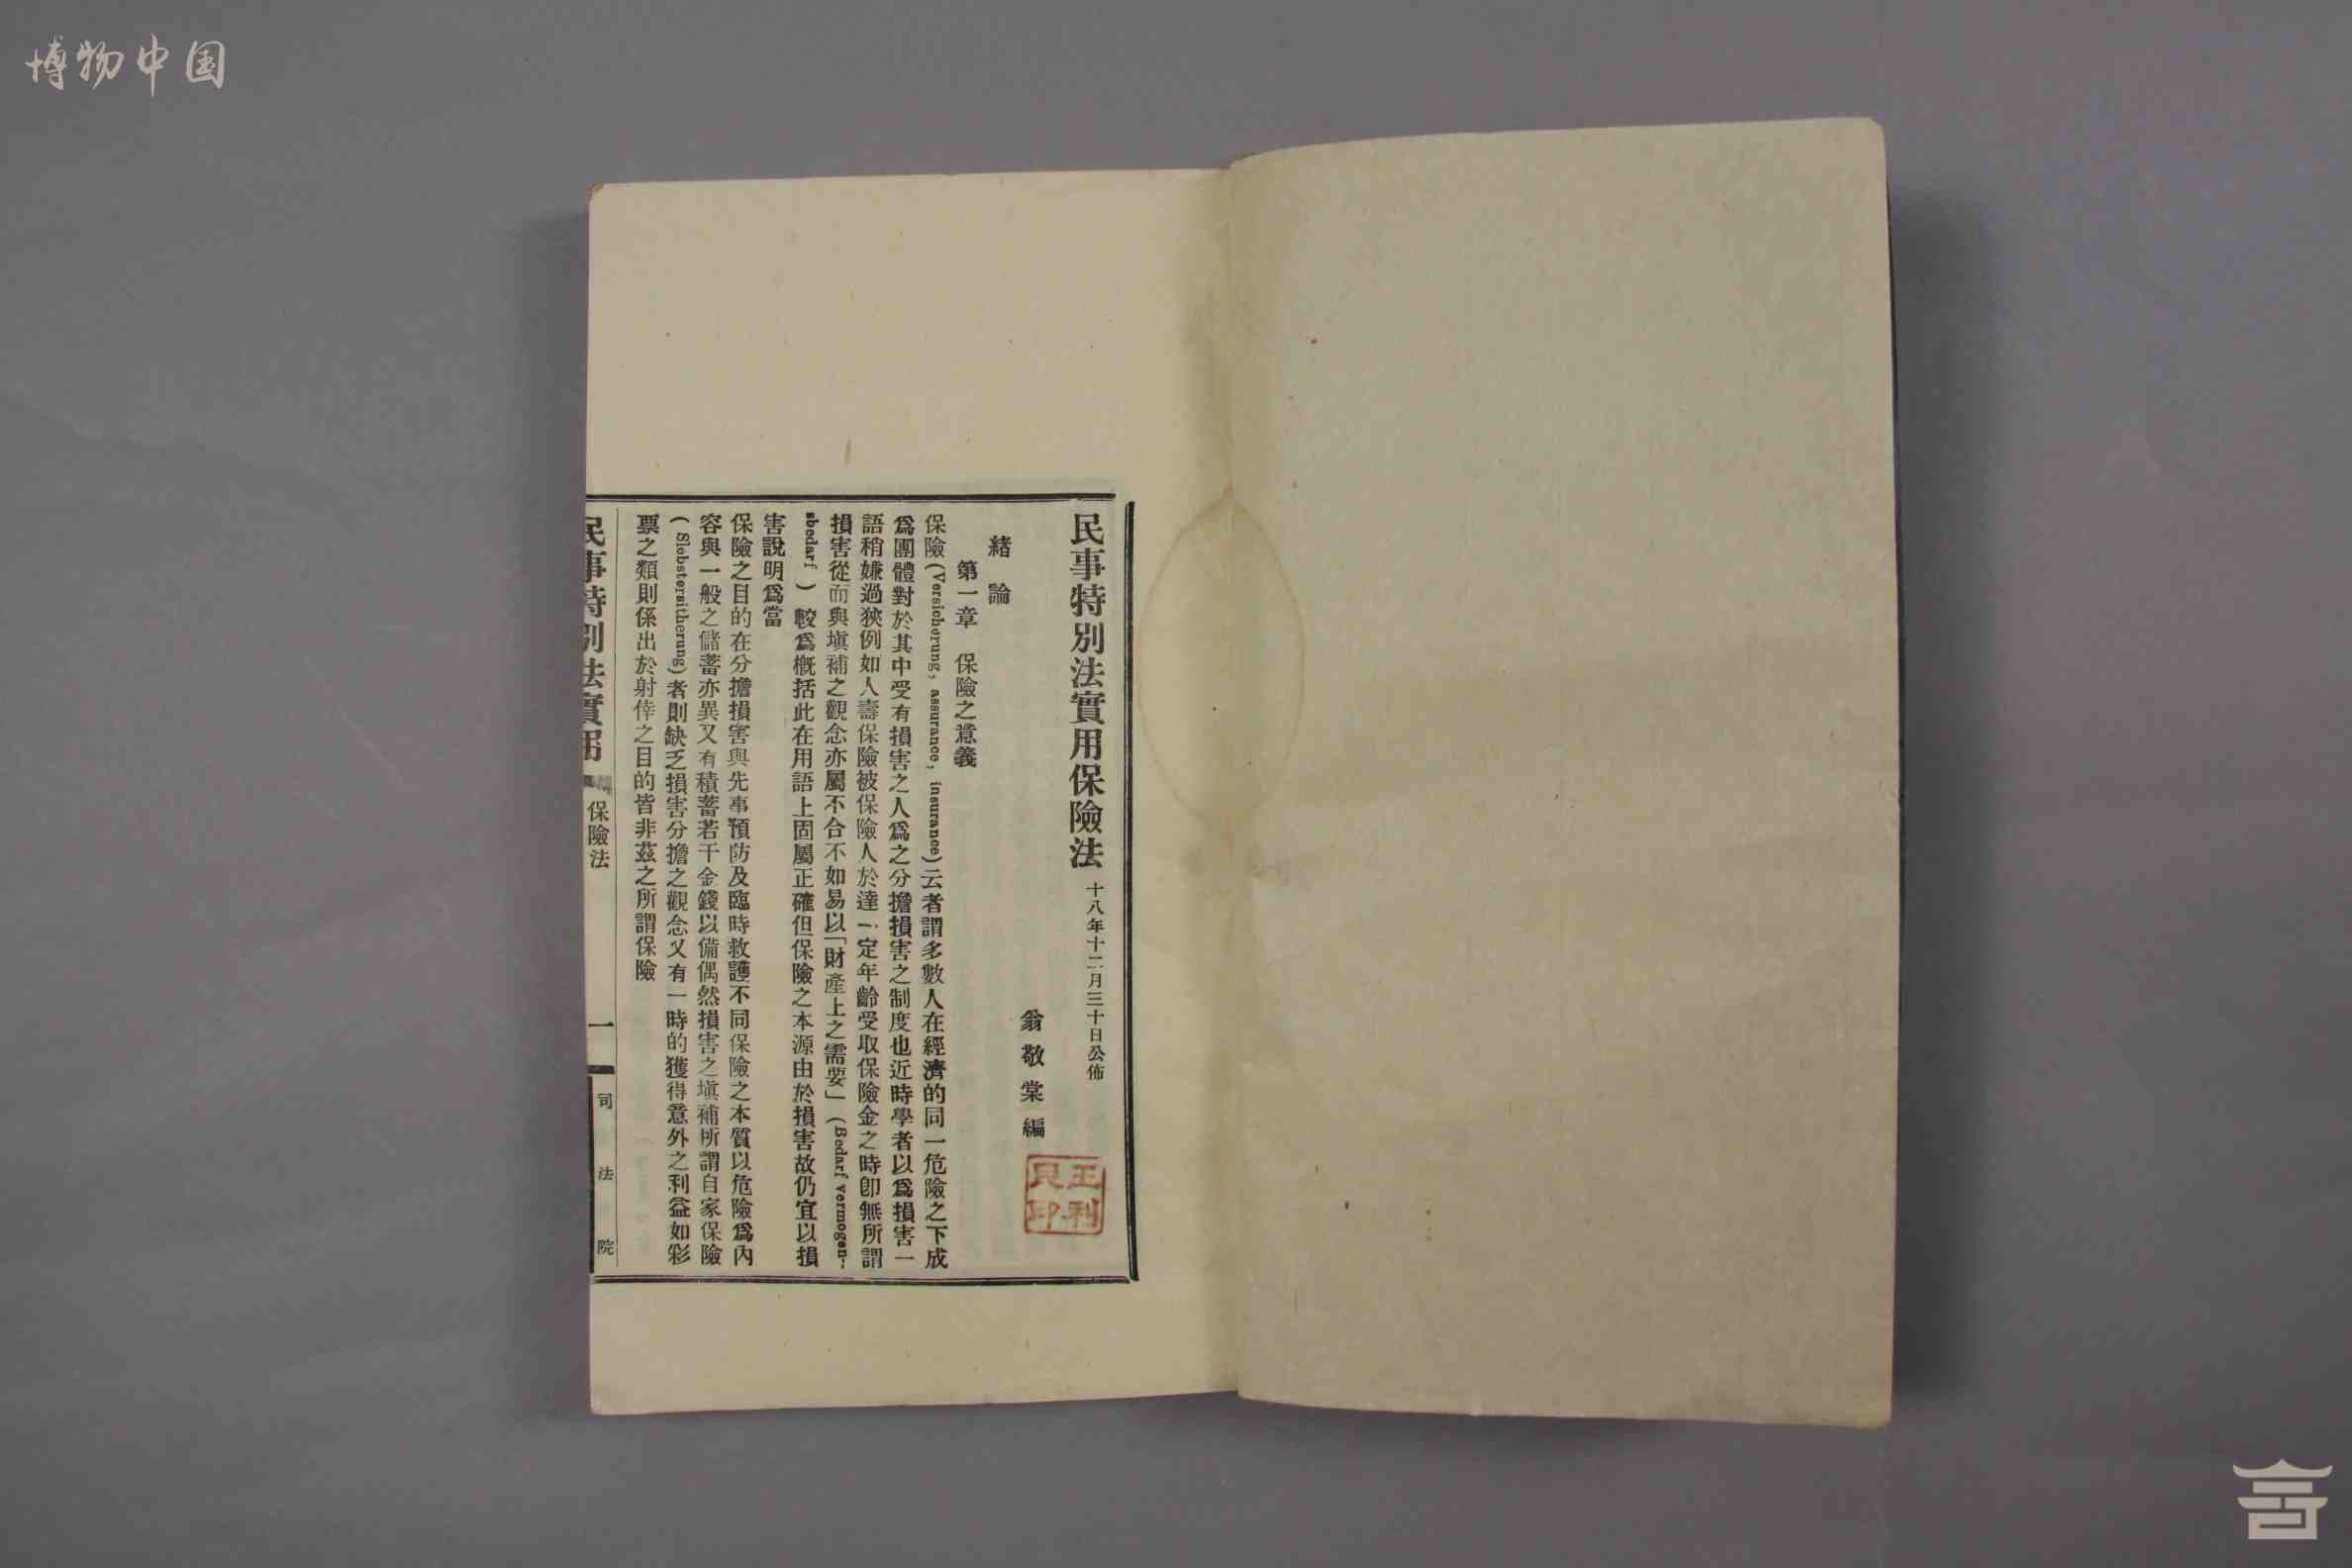 博物中国
民事特別法實用保險法 十八年十二月三十日公佈
翁敬棠編
王利民印
緒論
第一章 保險之意義
保險(Versicherung, assurance, insurance)云者謂多數人在經濟的同一危險之下成
爲團體對於其中受有損害之人爲之分擔損害之制度也近時學者以爲損害一
語稍嫌過狹例如人壽保險被保險人於達一定年齡受取保險金之時卽無所謂
損害從而與塡補之觀念亦屬不合不如易以「財產上之需要」(Bedarf vermogen-
sbedarf)較爲槪括此在用語上固屬正確但保險之本源由於損害故仍宜以損
害說明爲當
保險之目的在分擔損害與先事預防及臨時救護不同保險之本質以危險爲內
容與一般之儲蓄亦異又有積蓄若干金錢以備偶然損害之塡補所謂自家保險
(Slebsteraitherung)者則缺乏損害分擔之觀念又有一時的獲得意外之利益如彩
票之類則係出於射倖之目的皆非茲之所謂保險
民事特別法實用 保險法 一 司法院